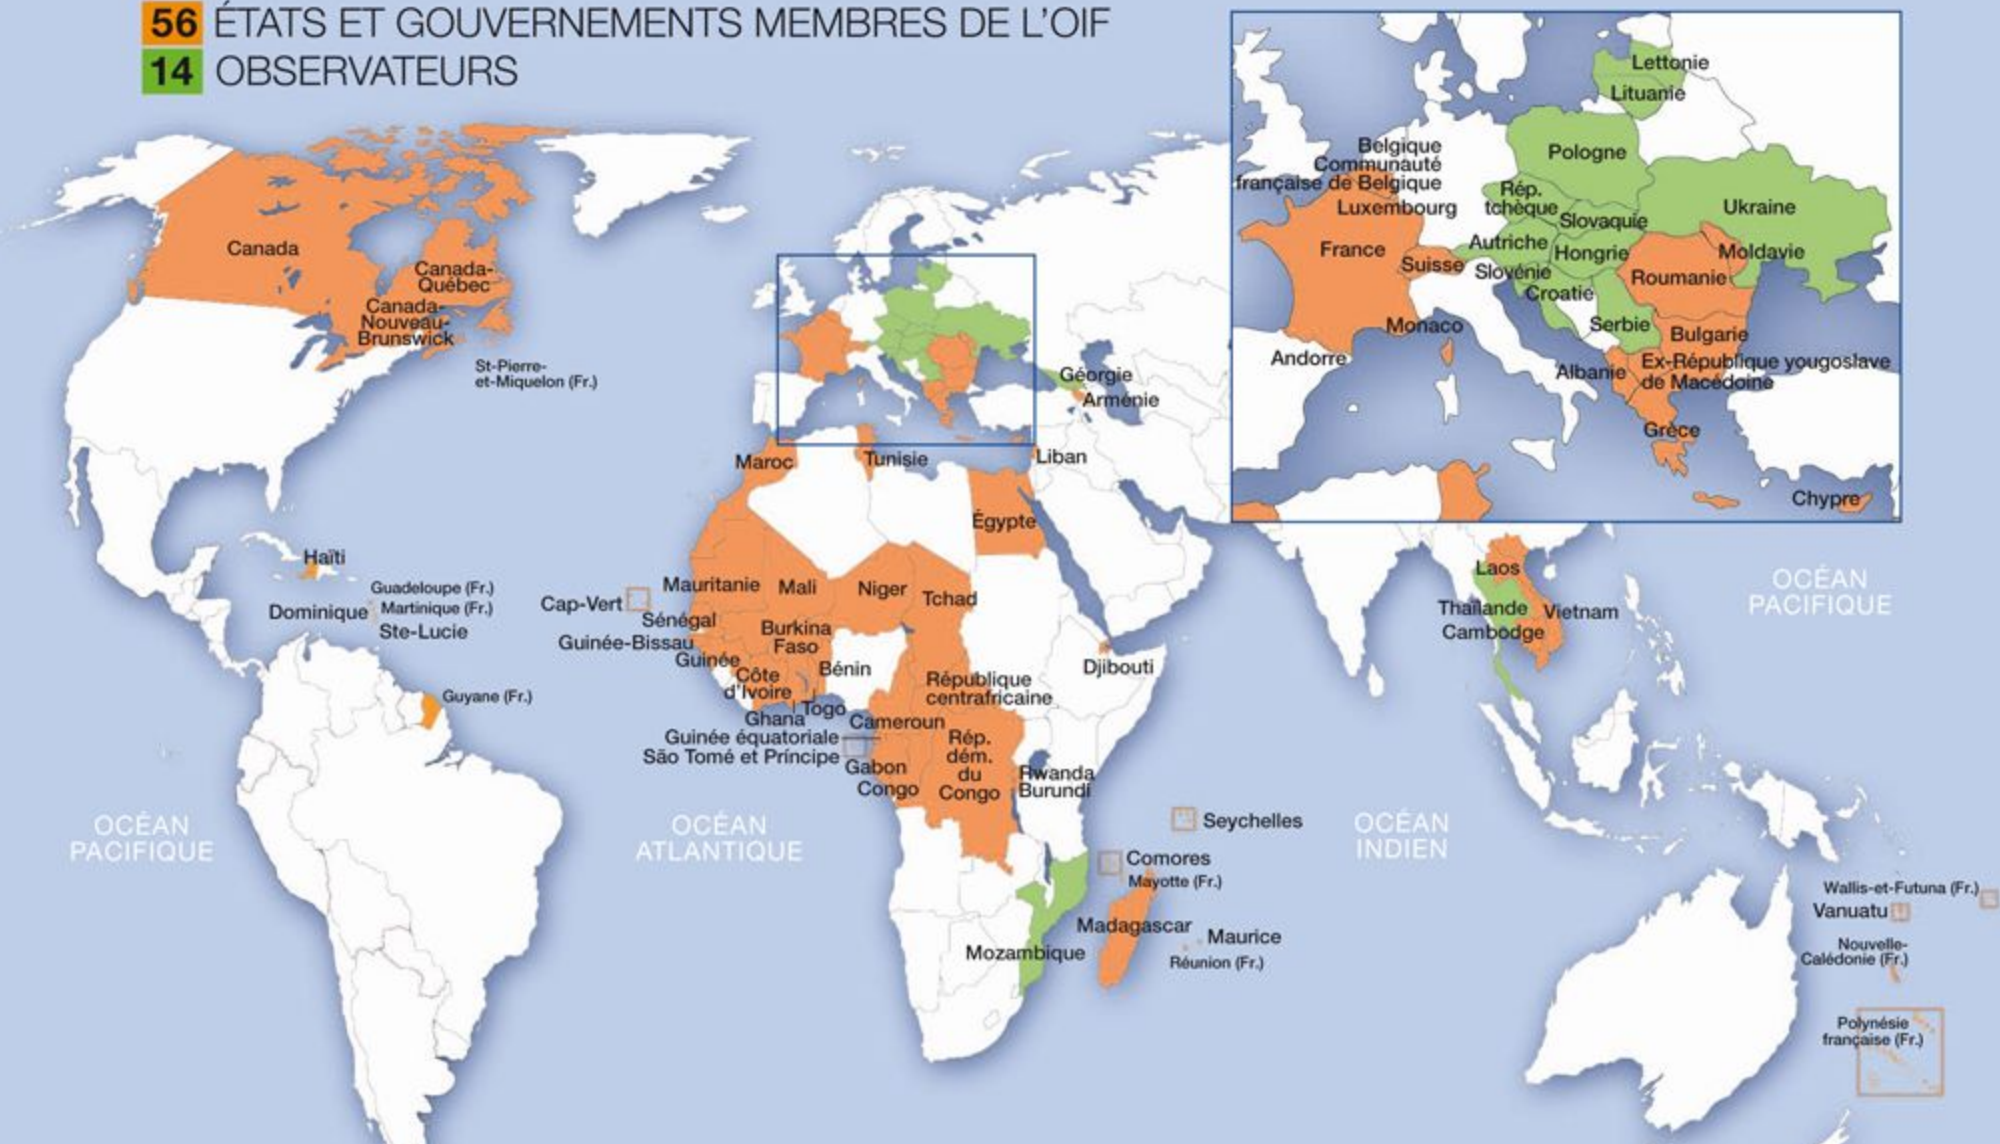 56 ÉTATS ET GOUVERNEMENTS MEMBRES DE L'OIF
14 OBSERVATEURS
Canada
Canada-
Québec
Canada-
Nouveau-
Brunswick
St-Pierre-
et-Miquelon (Fr.)
Haïti
Guadeloupe (Fr.)
Dominique
Martinique (Fr.)
Ste-Lucie
Guyane (Fr.)
OCÉAN
PACIFIQUE
OCÉAN
ATLANTIQUE
Géorgie
Arménie
Maroc
Tunisie
Liban
Égypte
Cap-Vert
Mauritanie
Mali
Niger
Tchad
Sénégal
Guinée-Bissau
Burkina
Faso
Guinée
Côte
d'Ivoire
Bénin
Togo
Ghana
Cameroun
République
centrafricaine
Djibouti
Guinée équatoriale
São Tomé et Príncipe
Gabon
Congo
Rép.
dém.
du
Congo
Rwanda
Burundi
Seychelles
Comores
Mayotte (Fr.)
Madagascar
Mozambique
Maurice
Réunion (Fr.)
OCÉAN
INDIEN
Lettonie
Lituanie
Belgique
Communauté
française de Belgique
Luxembourg
Pologne
Rép.
tchèque
Slovaquie
Ukraine
France
Suisse
Autriche
Hongrie
Moldavie
Slovénie
Roumanie
Croatie
Monaco
Serbie
Bulgarie
Andorre
Albanie
Ex-République yougoslave
de Macédoine
Grèce
Chypre
Laos
Thaïlande
Vietnam
Cambodge
OCÉAN
PACIFIQUE
Wallis-et-Futuna (Fr.)
Vanuatu
Nouvelle-
Calédonie (Fr.)
Polynésie
française (Fr.)